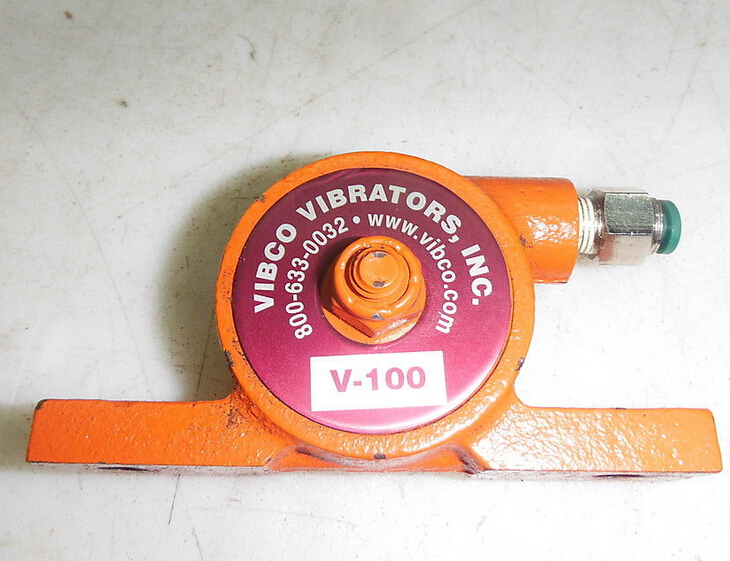 VIBCO VIBRATORS, INC.
800-633-0032 • www.vibco.com
V-100